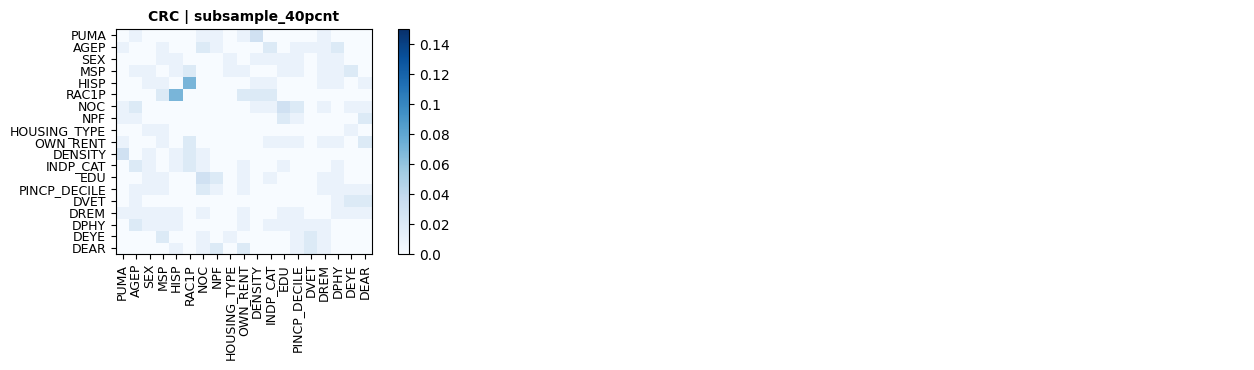 CRC | subsample_40pcnt
PUMA
AGEP
SEX
MSP
HISP
RAC1P
NOC
NPF
HOUSING_TYPE
OWN_RENT
DENSITY
INDP_CAT
EDU
PINCP_DECILE
DVET
DREM
DPHY
DEYE
DEAR
0.14
0.12
0.1
0.08
0.06
0.04
0.02
0.0
PUMA
AGEP
SEX
MSP
HISP
RAC1P
NOC
NPF
HOUSING_TYPE
OWN_RENT
DENSITY
INDP_CAT
EDU
PINCP_DECILE
DVET
DREM
DPHY
DEYE
DEAR